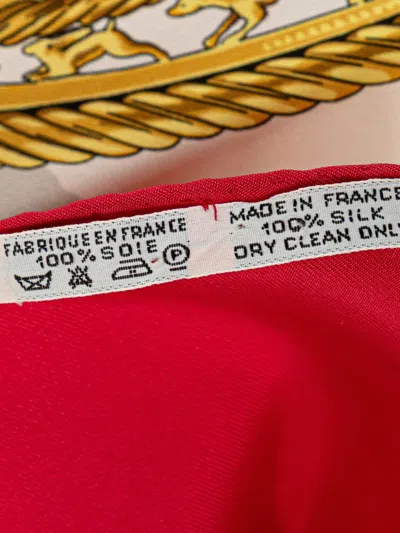 FABRIQUE EN FRANCE
100% SOIE
P
MADE IN FRANCE
100% SILK
DRY CLEAN ONLY